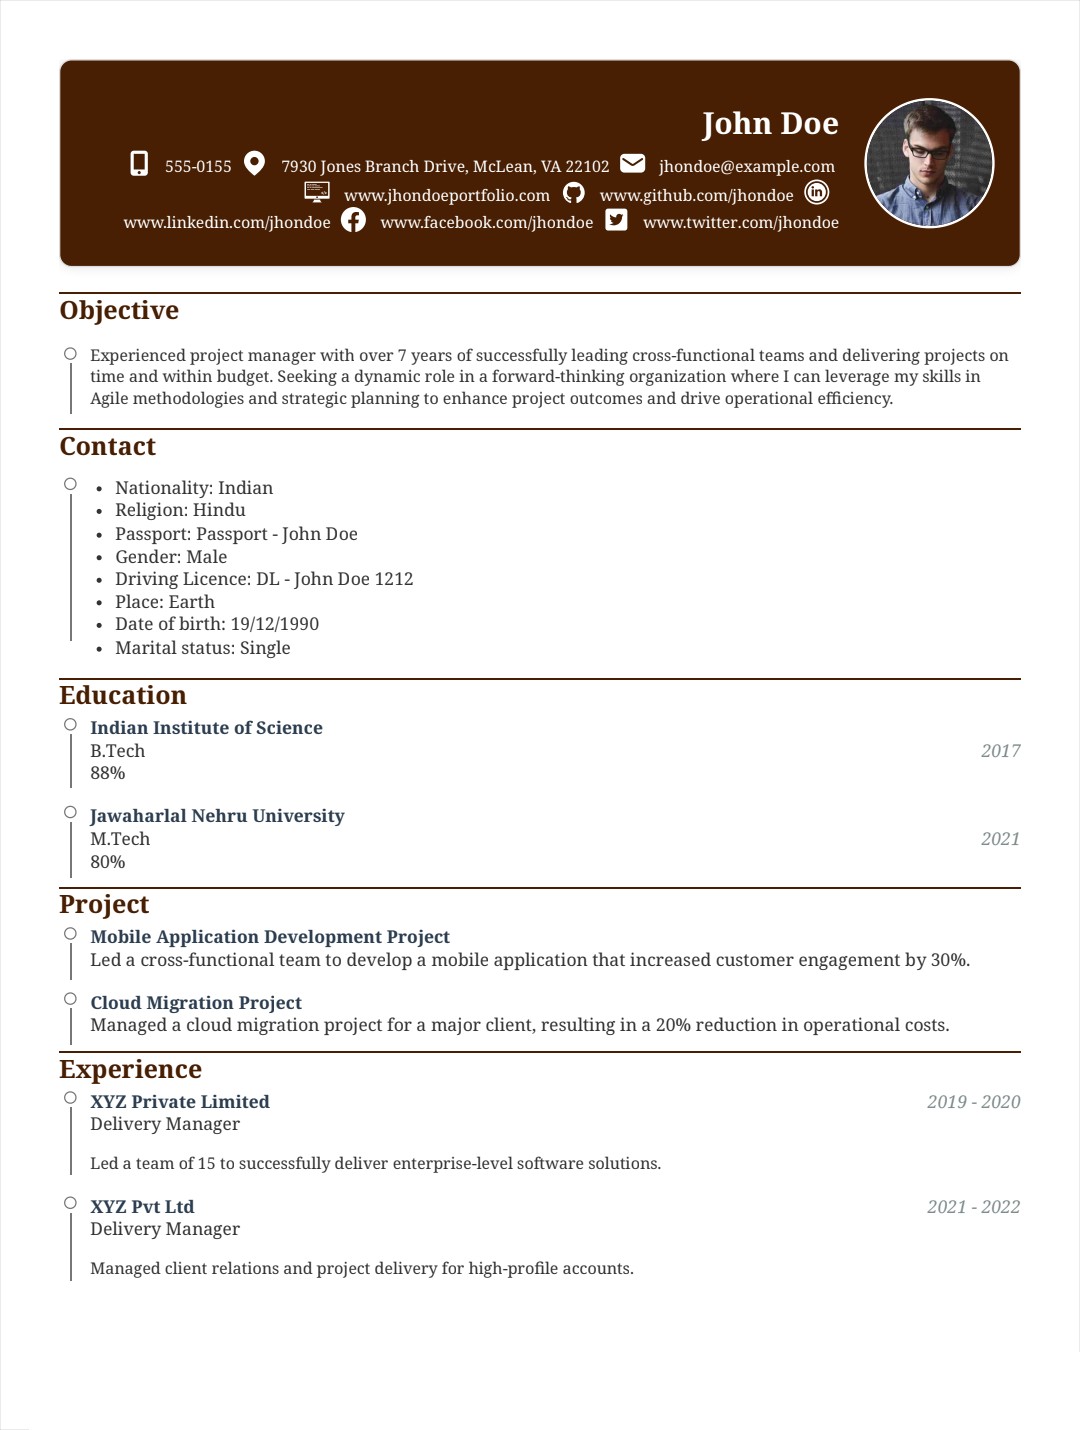 John Doe
555-0155 7930 Jones Branch Drive, McLean, VA 22102 jhondoe@example.com
www.jhondoeportfolio.com www.github.com/jhondoe
www.linkedin.com/jhondoe www.facebook.com/jhondoe www.twitter.com/jhondoe
Objective
Experienced project manager with over 7 years of successfully leading cross-functional teams and delivering projects on
time and within budget. Seeking a dynamic role in a forward-thinking organization where I can leverage my skills in
Agile methodologies and strategic planning to enhance project outcomes and drive operational efficiency.
Contact
• Nationality: Indian
• Religion: Hindu
• Passport: Passport - John Doe
• Gender: Male
• Driving Licence: DL - John Doe 1212
• Place: Earth
• Date of birth: 19/12/1990
• Marital status: Single
Education
Indian Institute of Science
B.Tech 2017
88%
Jawaharlal Nehru University
M.Tech 2021
80%
Project
Mobile Application Development Project
Led a cross-functional team to develop a mobile application that increased customer engagement by 30%.
Cloud Migration Project
Managed a cloud migration project for a major client, resulting in a 20% reduction in operational costs.
Experience
XYZ Private Limited 2019 - 2020
Delivery Manager
Led a team of 15 to successfully deliver enterprise-level software solutions.
XYZ Pvt Ltd 2021 - 2022
Delivery Manager
Managed client relations and project delivery for high-profile accounts.